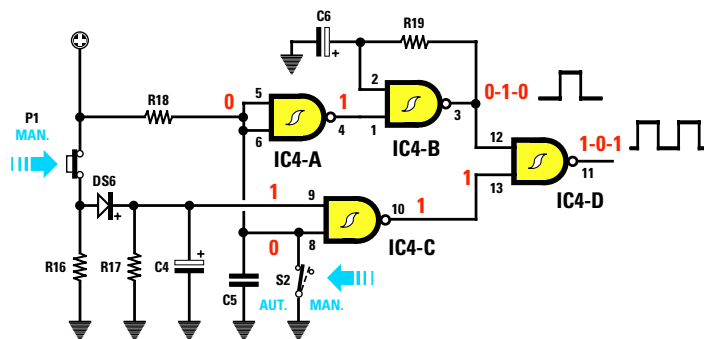 C6
R19
+
P1
MAN.
R18
0
5
6
1
4
IC4-A
2
1
3
IC4-B
0-1-0
12
13
1-0-1
11
IC4-D
DS6
+
1
9
8
10
1
1
IC4-C
0
R16
R17
C4
+
C5
S2
AUT.
MAN.